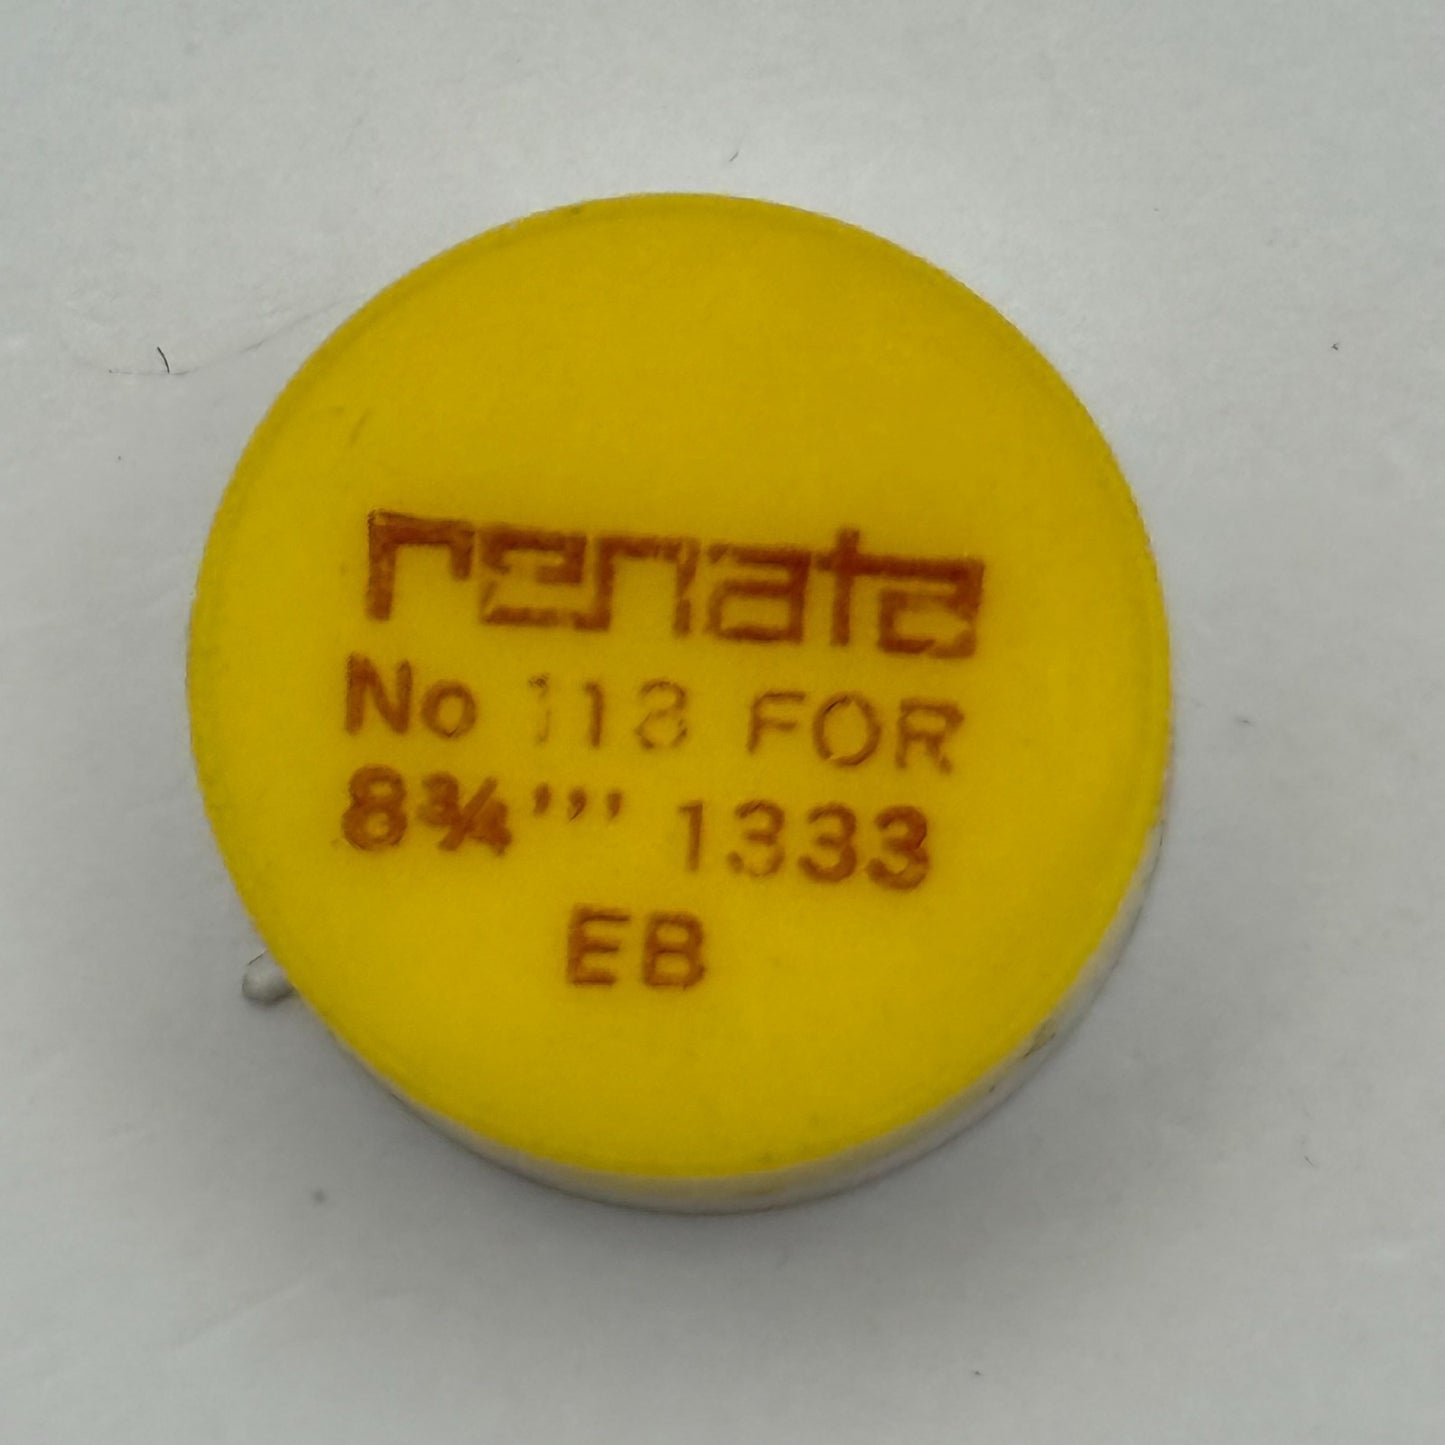 renata
No 118 FOR
8¾''' 1333
EB